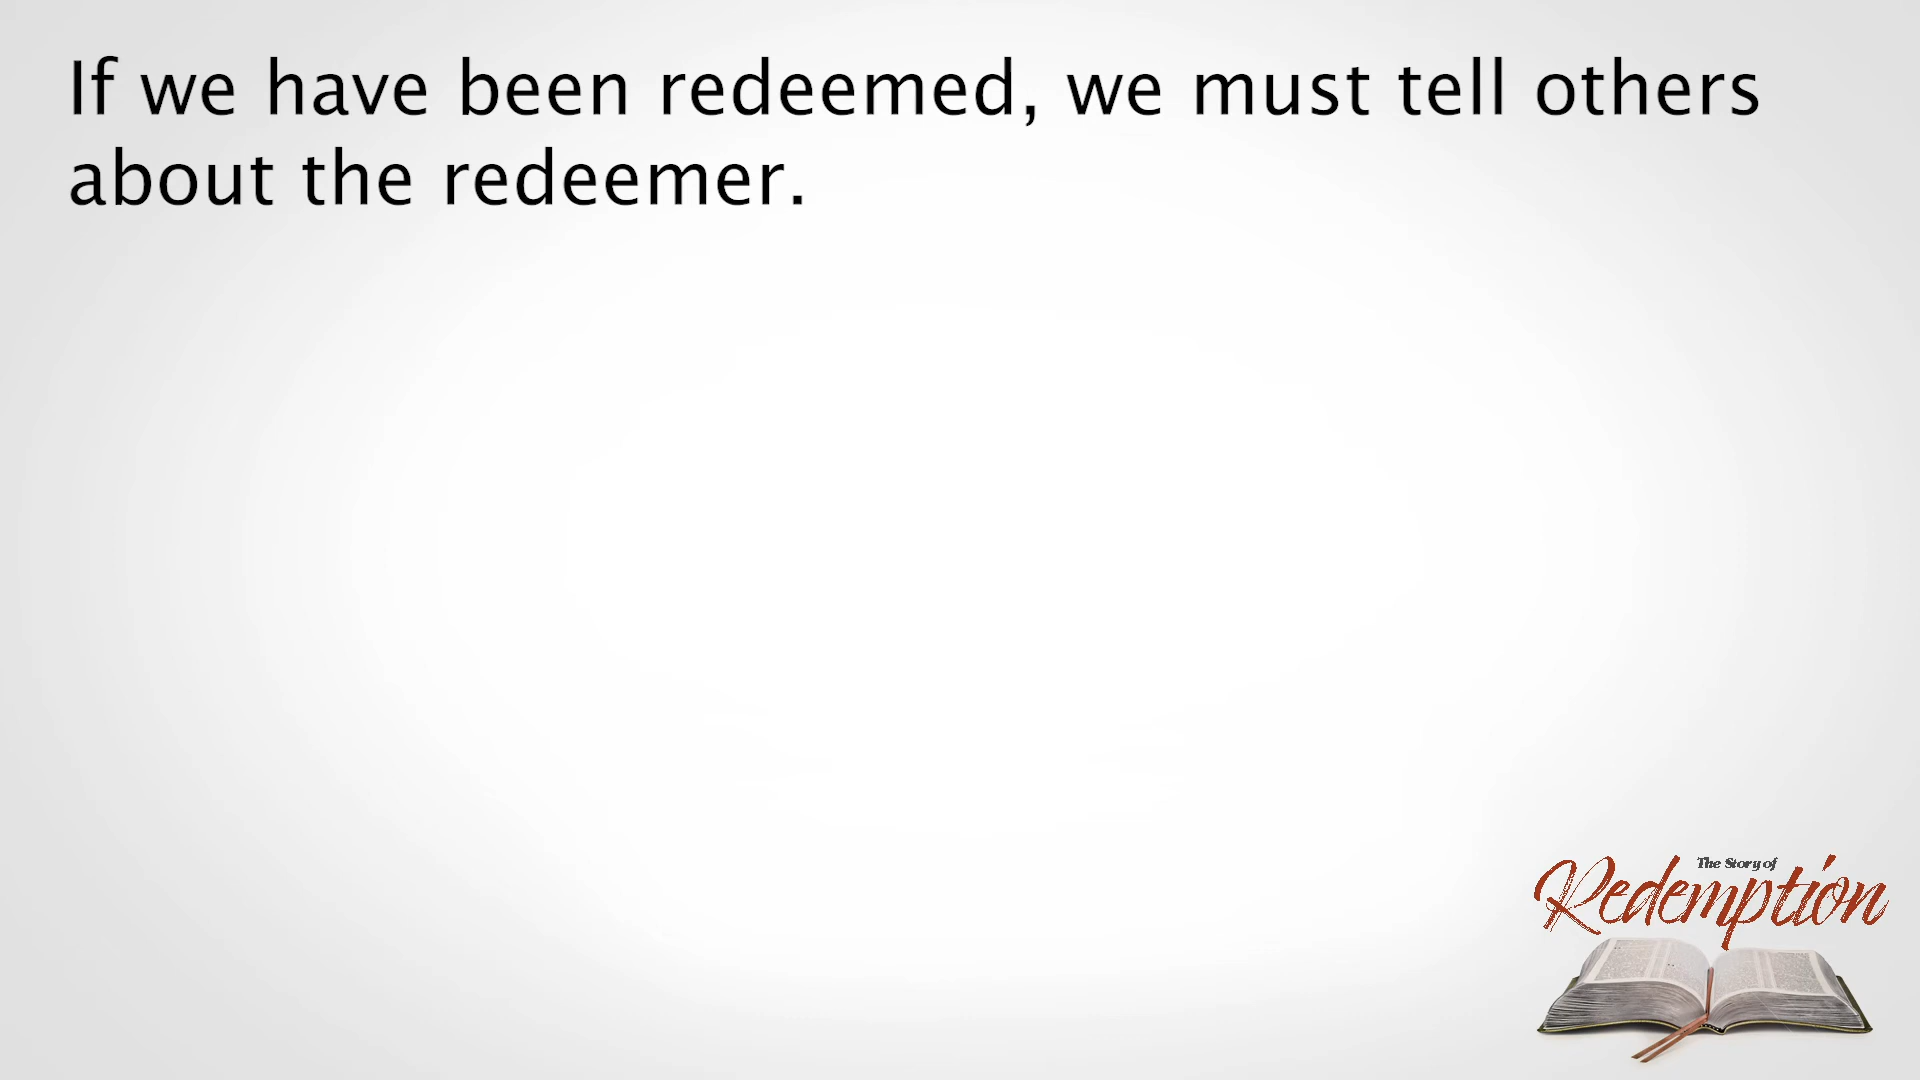 If we have been redeemed, we must tell others
about the redeemer.
The Story of
Redemption